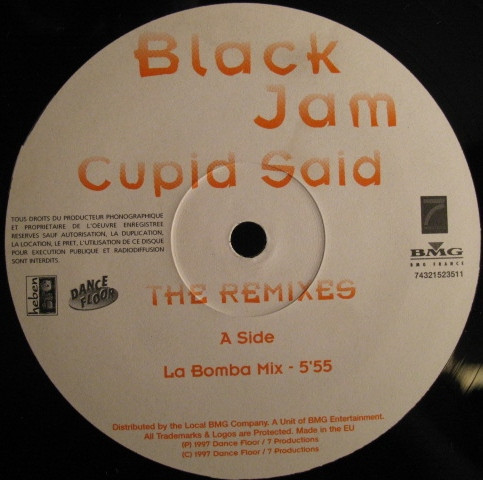 Black
Jam
Cupid Said
TOUS DROITS DU PRODUCTEUR PHONOGRAPHIQUE
ET PROPRIETAIRE DE L'OEUVRE ENREGISTREE
RESERVES SAUF AUTORISATION, LA DUPLICATION,
LA LOCATION, LE PRET, L'UTILISATION DE CE DISQUE
POUR EXECUTION PUBLIQUE ET RADIODIFFUSION
SONT INTERDITS.
7
BMG
BMG FRANCE
74321523511
heben
DANCE
FLOOR
THE REMIXES
A Side
La Bomba Mix - 5'55
Distributed by the Local BMG Company. A Unit of BMG Entertainment.
All Trademarks & Logos are Protected. Made in the EU
(P) 1997 Dance Floor / 7 Productions
(C) 1997 Dance Floor / 7 Productions